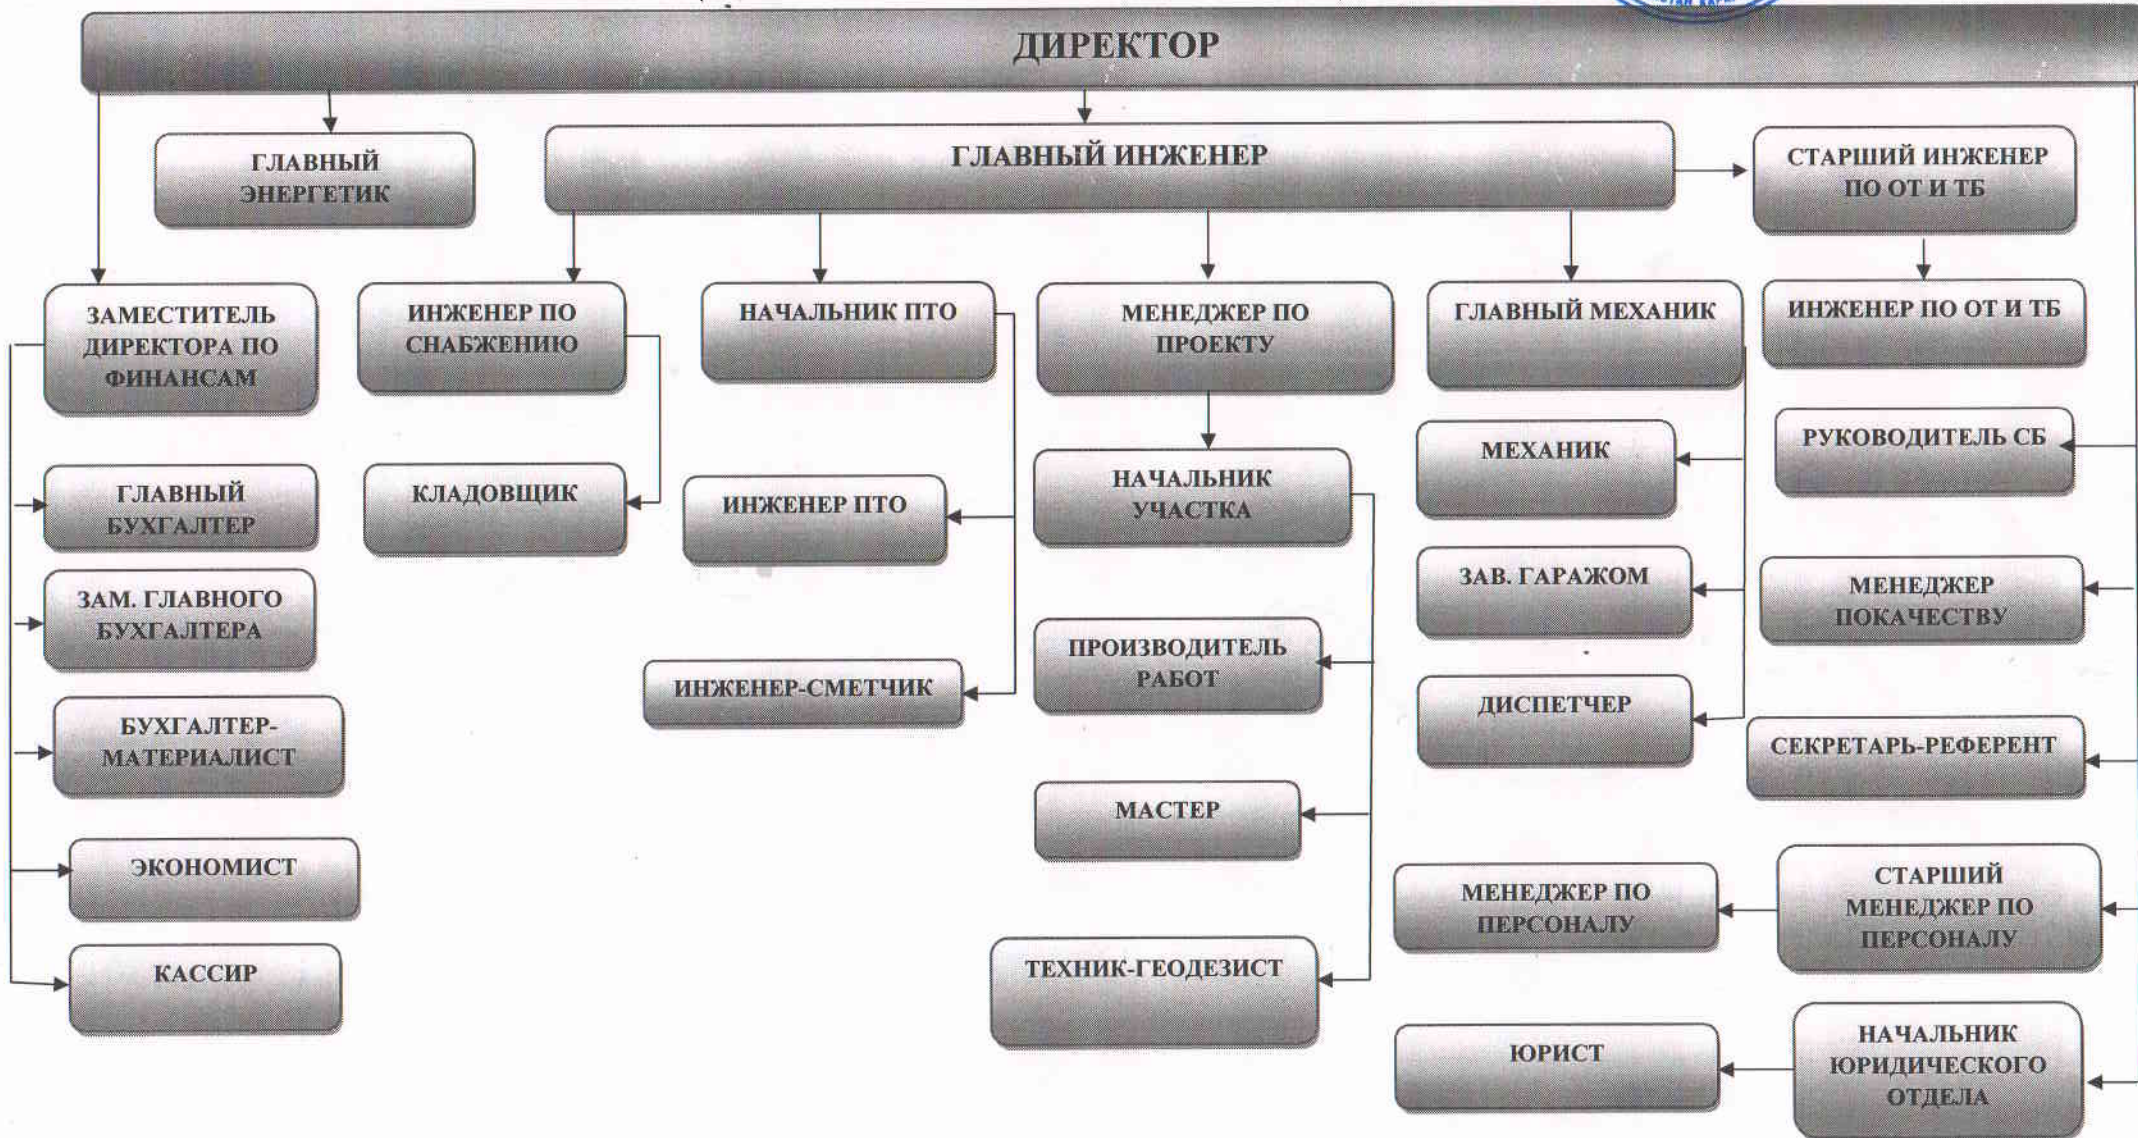 ДИРЕКТОР
ГЛАВНЫЙ
ЭНЕРГЕТИК
ГЛАВНЫЙ ИНЖЕНЕР
СТАРШИЙ ИНЖЕНЕР
ПО ОТ И ТБ
ЗАМЕСТИТЕЛЬ
ДИРЕКТОРА ПО
ФИНАНСАМ
ИНЖЕНЕР ПО
СНАБЖЕНИЮ
НАЧАЛЬНИК ПТО
МЕНЕДЖЕР ПО
ПРОЕКТУ
ГЛАВНЫЙ МЕХАНИК
ИНЖЕНЕР ПО ОТ И ТБ
ГЛАВНЫЙ
БУХГАЛТЕР
КЛАДОВЩИК
ИНЖЕНЕР ПТО
НАЧАЛЬНИК
УЧАСТКА
МЕХАНИК
РУКОВОДИТЕЛЬ СБ
ЗАМ. ГЛАВНОГО
БУХГАЛТЕРА
ЗАВ. ГАРАЖОМ
МЕНЕДЖЕР
ПОКАЧЕСТВУ
БУХГАЛТЕР-
МАТЕРИАЛИСТ
ИНЖЕНЕР-СМЕТЧИК
ПРОИЗВОДИТЕЛЬ
РАБОТ
ДИСПЕТЧЕР
СЕКРЕТАРЬ-РЕФЕРЕНТ
ЭКОНОМИСТ
МАСТЕР
МЕНЕДЖЕР ПО
ПЕРСОНАЛУ
СТАРШИЙ
МЕНЕДЖЕР ПО
ПЕРСОНАЛУ
КАССИР
ТЕХНИК-ГЕОДЕЗИСТ
ЮРИСТ
НАЧАЛЬНИК
ЮРИДИЧЕСКОГО
ОТДЕЛА